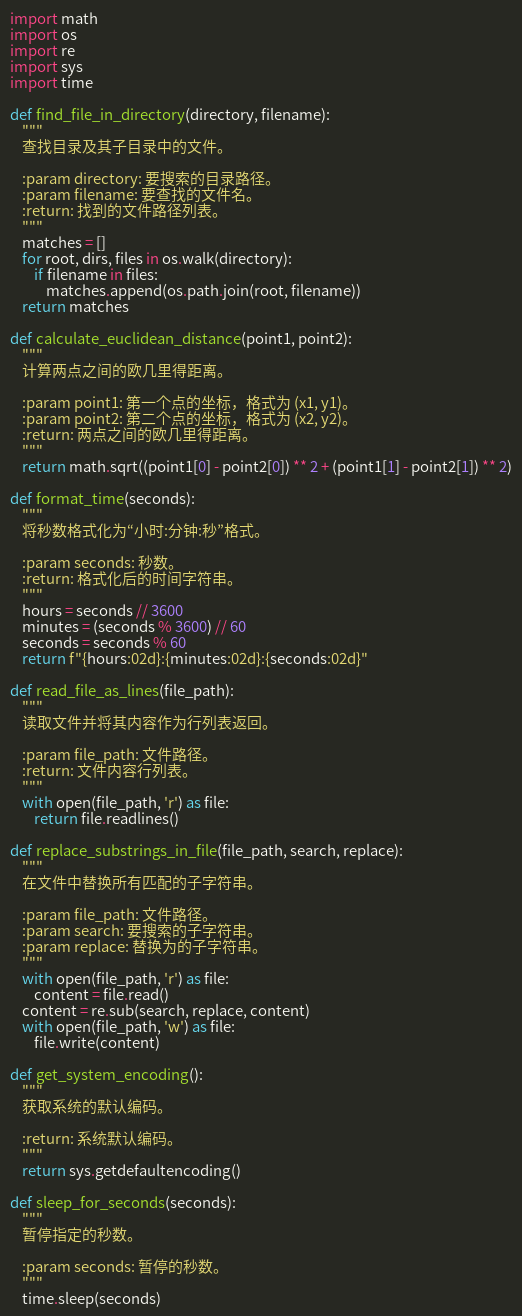 import math
import os
import re
import sys
import time
def find_file_in_directory(directory, filename):
"""
查找目录及其子目录中的文件。
:param directory: 要搜索的目录路径。
:param filename: 要查找的文件名。
:return: 找到的文件路径列表。
"""
matches = []
for root, dirs, files in os.walk(directory):
if filename in files:
matches.append(os.path.join(root, filename))
return matches
def calculate_euclidean_distance(point1, point2):
"""
计算两点之间的欧几里得距离。
:param point1: 第一个点的坐标，格式为 (x1, y1)。
:param point2: 第二个点的坐标，格式为 (x2, y2)。
:return: 两点之间的欧几里得距离。
"""
return math.sqrt((point1[0] - point2[0]) ** 2 + (point1[1] - point2[1]) ** 2)
def format_time(seconds):
"""
将秒数格式化为“小时:分钟:秒”格式。
:param seconds: 秒数。
:return: 格式化后的时间字符串。
"""
hours = seconds // 3600
minutes = (seconds % 3600) // 60
seconds = seconds % 60
return f"{hours:02d}:{minutes:02d}:{seconds:02d}"
def read_file_as_lines(file_path):
"""
读取文件并将其内容作为行列表返回。
:param file_path: 文件路径。
:return: 文件内容行列表。
"""
with open(file_path, 'r') as file:
return file.readlines()
def replace_substrings_in_file(file_path, search, replace):
"""
在文件中替换所有匹配的子字符串。
:param file_path: 文件路径。
:param search: 要搜索的子字符串。
:param replace: 替换为的子字符串。
"""
with open(file_path, 'r') as file:
content = file.read()
content = re.sub(search, replace, content)
with open(file_path, 'w') as file:
file.write(content)
def get_system_encoding():
"""
获取系统的默认编码。
:return: 系统默认编码。
"""
return sys.getdefaultencoding()
def sleep_for_seconds(seconds):
"""
暂停指定的秒数。
:param seconds: 暂停的秒数。
"""
time.sleep(seconds)